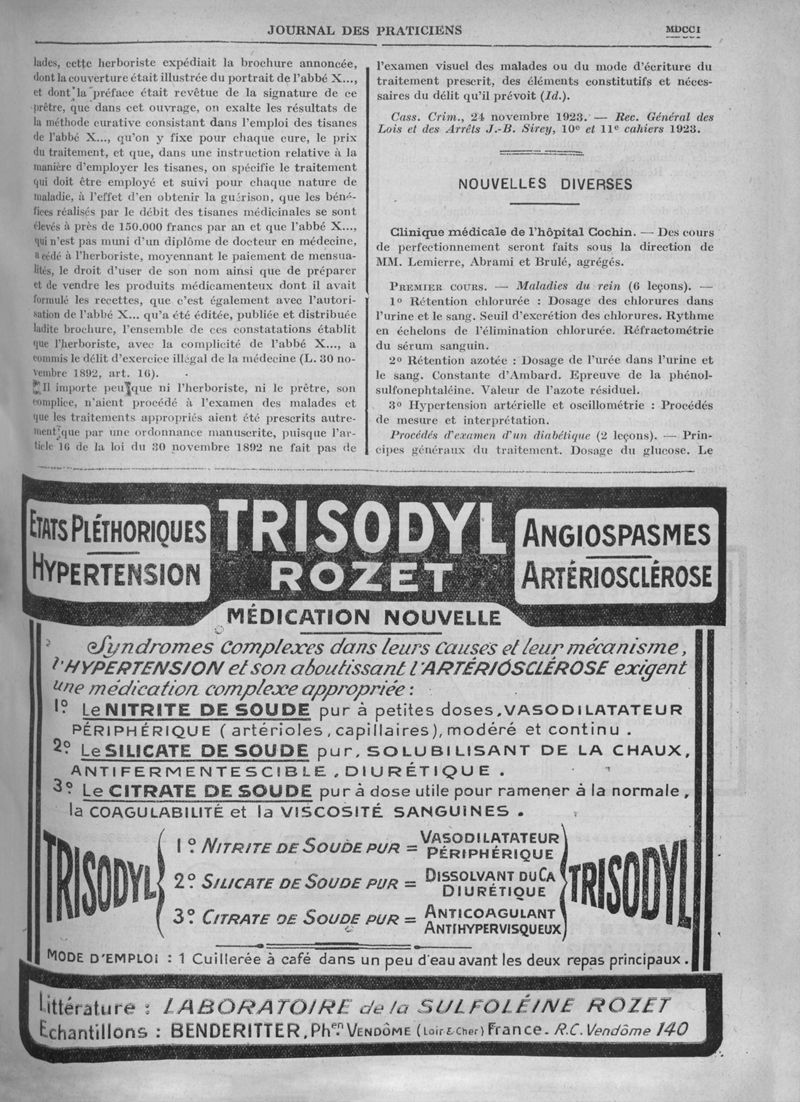 JOURNAL DES PRATICIENS
MDCCI
lades, cette herboriste expédiait la brochure annoncée,
dont la couverture était illustrée du portrait de l'abbé X...,
et dont la préface était revêtue de la signature de ce
prêtre, que dans cet ouvrage, on exalte les résultats de
la méthode curative consistant dans l'emploi des tisanes
de l'abbé X..., qu'on y fixe pour chaque cure, le prix
du traitement, et que, dans une instruction relative à la
manière d'employer les tisanes, on spécifie le traitement
qui doit être employé et suivi pour chaque nature de
maladie, à l'effet d'en obtenir la guérison, que les béné-
fices réalisés par le débit des tisanes médicinales se sont
élevés à près de 150.000 francs par an et que l'abbé X...,
qui n'est pas muni d'un diplôme de docteur en médecine,
a cédé à l'herboriste, moyennant le paiement de mensua-
lités, le droit d'user de son nom ainsi que de préparer
et de vendre les produits médicamenteux dont il avait
formulé les recettes, que c'est également avec l'autori-
sation de l'abbé X... qu'a été éditée, publiée et distribuée
ladite brochure, l'ensemble de ces constatations établit
que l'herboriste, avec la complicité de l'abbé X..., a
commis le délit d'exercice illégal de la médecine (L. 30 no-
vembre 1892, art. 16).
Il importe peu que ni l'herboriste, ni le prêtre, son
complice, n'aient procédé à l'examen des malades et
que les traitements appropriés aient été prescrits autre-
ment que par une ordonnance manuscrite, puisque l'ar-
ticle 16 de la loi du 30 novembre 1892 ne fait pas de
l'examen visuel des malades ou du mode d'écriture du
traitement prescrit, des éléments constitutifs et néces-
saires du délit qu'il prévoit (Id.).
Cass. Crim., 24 novembre 1923. — Rec. Général des
Lois et des Arrêts J.-B. Sirey, 10e et 11e cahiers 1923.
NOUVELLES DIVERSES
Clinique médicale de l'hôpital Cochin. — Des cours
de perfectionnement seront faits sous la direction de
MM. Lemierre, Abrami et Brulé, agrégés.
PREMIER COURS. — Maladies du rein (6 leçons). —
1o Rétention chlorurée : Dosage des chlorures dans
l'urine et le sang. Seuil d'excrétion des chlorures. Rythme
en échelons de l'élimination chlorurée. Réfractométrie
du sérum sanguin.
2o Rétention azotée : Dosage de l'urée dans l'urine et
le sang. Constante d'Ambard. Epreuve de la phénol-
sulfonephtaléine. Valeur de l'azote résiduel.
3o Hypertension artérielle et oscillométrie : Procédés
de mesure et interprétation.
Procédés d'examen d'un diabétique (2 leçons). — Prin-
cipes généraux du traitement. Dosage du glucose. Le
ETATS PLÉTHORIQUES
HYPERTENSION
TRISODYL
ROZET
ANGIOSPASMES
ARTÉRIOSCLÉROSE
MÉDICATION NOUVELLE
Syndromes complexes dans leurs causes et leur mécanisme,
l'HYPERTENSION et son aboutissant l'ARTÉRIOSCLÉROSE exigent
une médication complexe appropriée :
1o Le NITRITE DE SOUDE pur à petites doses, VASODILATATEUR
PÉRIPHÉRIQUE (artérioles, capillaires), modéré et continu.
2o Le SILICATE DE SOUDE pur, SOLUBILISANT DE LA CHAUX,
ANTIFERMENTESCIBLE, DIURÉTIQUE.
3o Le CITRATE DE SOUDE pur à dose utile pour ramener à la normale,
la COAGULABILITÉ et la VISCOSITÉ SANGUINES.
TRISODYL
1o NITRITE DE SOUDE PUR = VASODILATATEUR PÉRIPHÉRIQUE
2o SILICATE DE SOUDE PUR = DISSOLVANT DU CA DIURÉTIQUE
3o CITRATE DE SOUDE PUR = ANTICOAGULANT ANTIHYPERVISQUEUX
TRISODYL
MODE D'EMPLOI : 1 Cuillerée à café dans un peu d'eau avant les deux repas principaux.
Littérature : LABORATOIRE de la SULFOLÉINE ROZET
Echantillons : BENDERITTER, Phen. VENDÔME (Loir & Cher) France. R.C. Vendôme 140